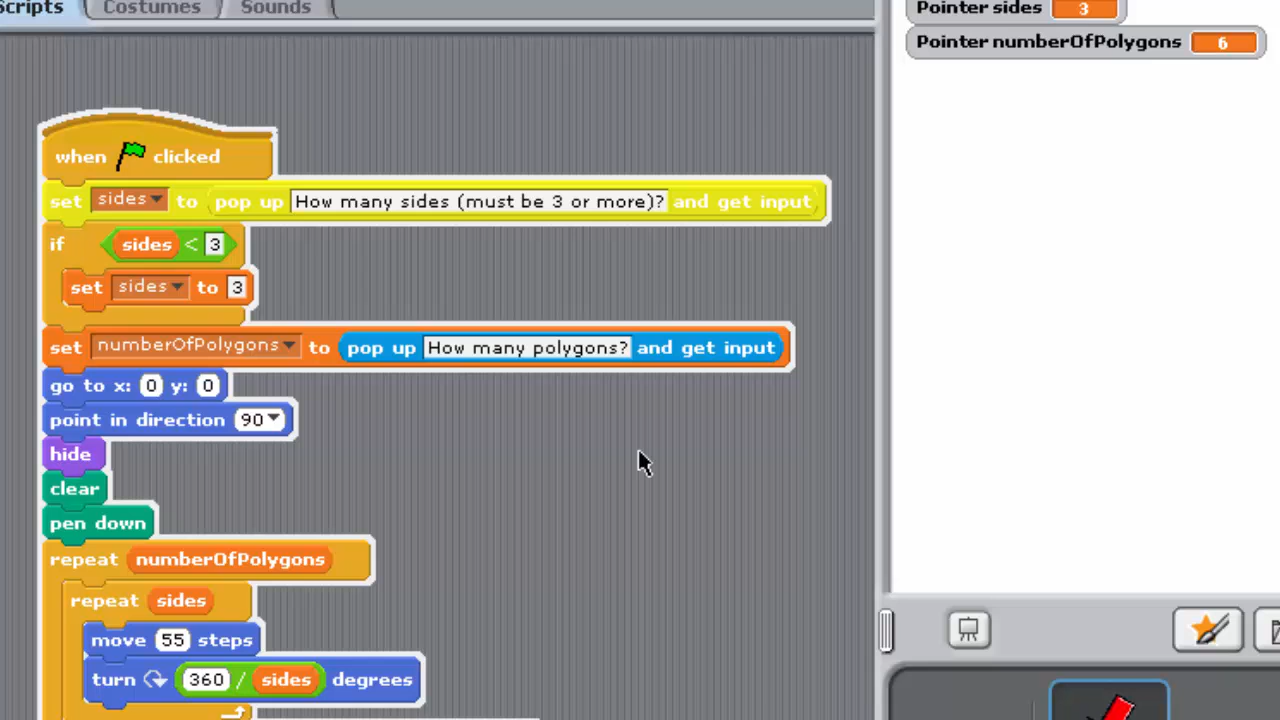 Scripts
Costumes
Sounds
Pointer sides 3
Pointer numberOfPolygons 6
when clicked
set sides to pop up How many sides (must be 3 or more)? and get input
if sides < 3
set sides to 3
set numberOfPolygons to pop up How many polygons? and get input
go to x: 0 y: 0
point in direction 90
hide
clear
pen down
repeat numberOfPolygons
repeat sides
move 55 steps
turn 360 / sides degrees